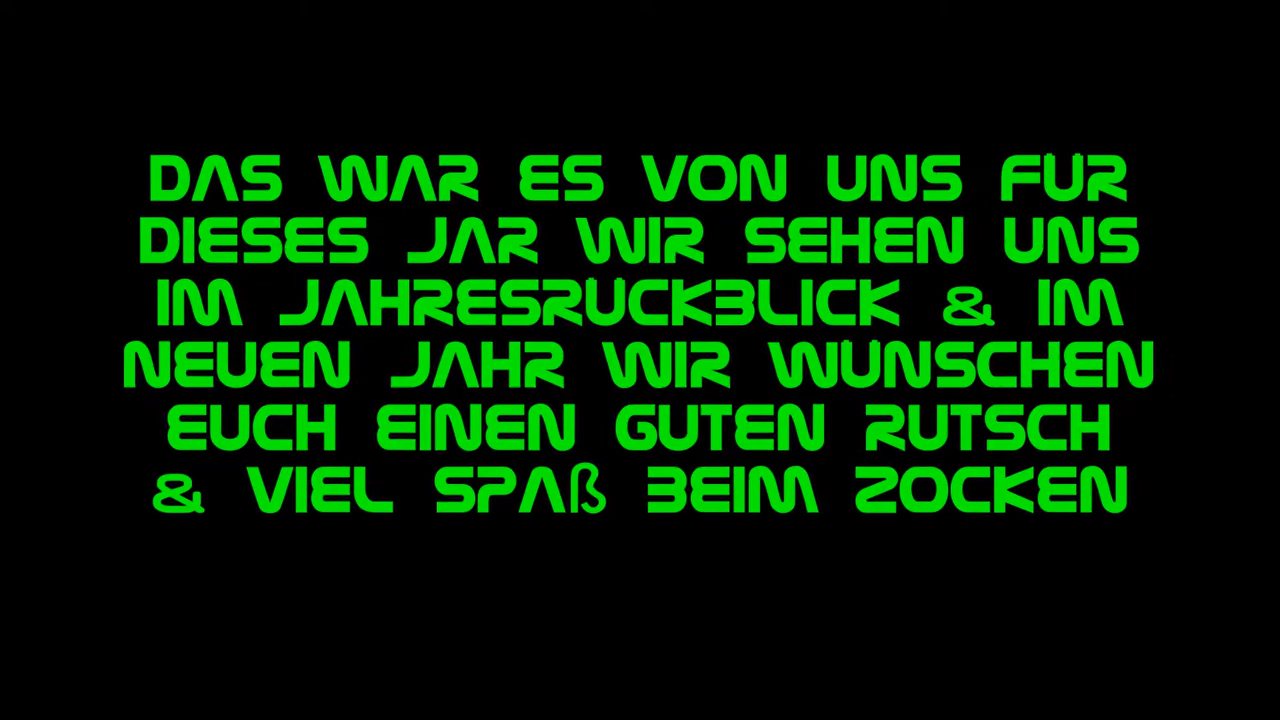 DAS WAR ES VON UNS FÜR
DIESES JAR WIR SEHEN UNS
IM JAHRESRÜCKBLICK & IM
NEUEN JAHR WIR WÜNSCHEN
EUCH EINEN GUTEN RUTSCH
& VIEL SPAß BEIM ZOCKEN